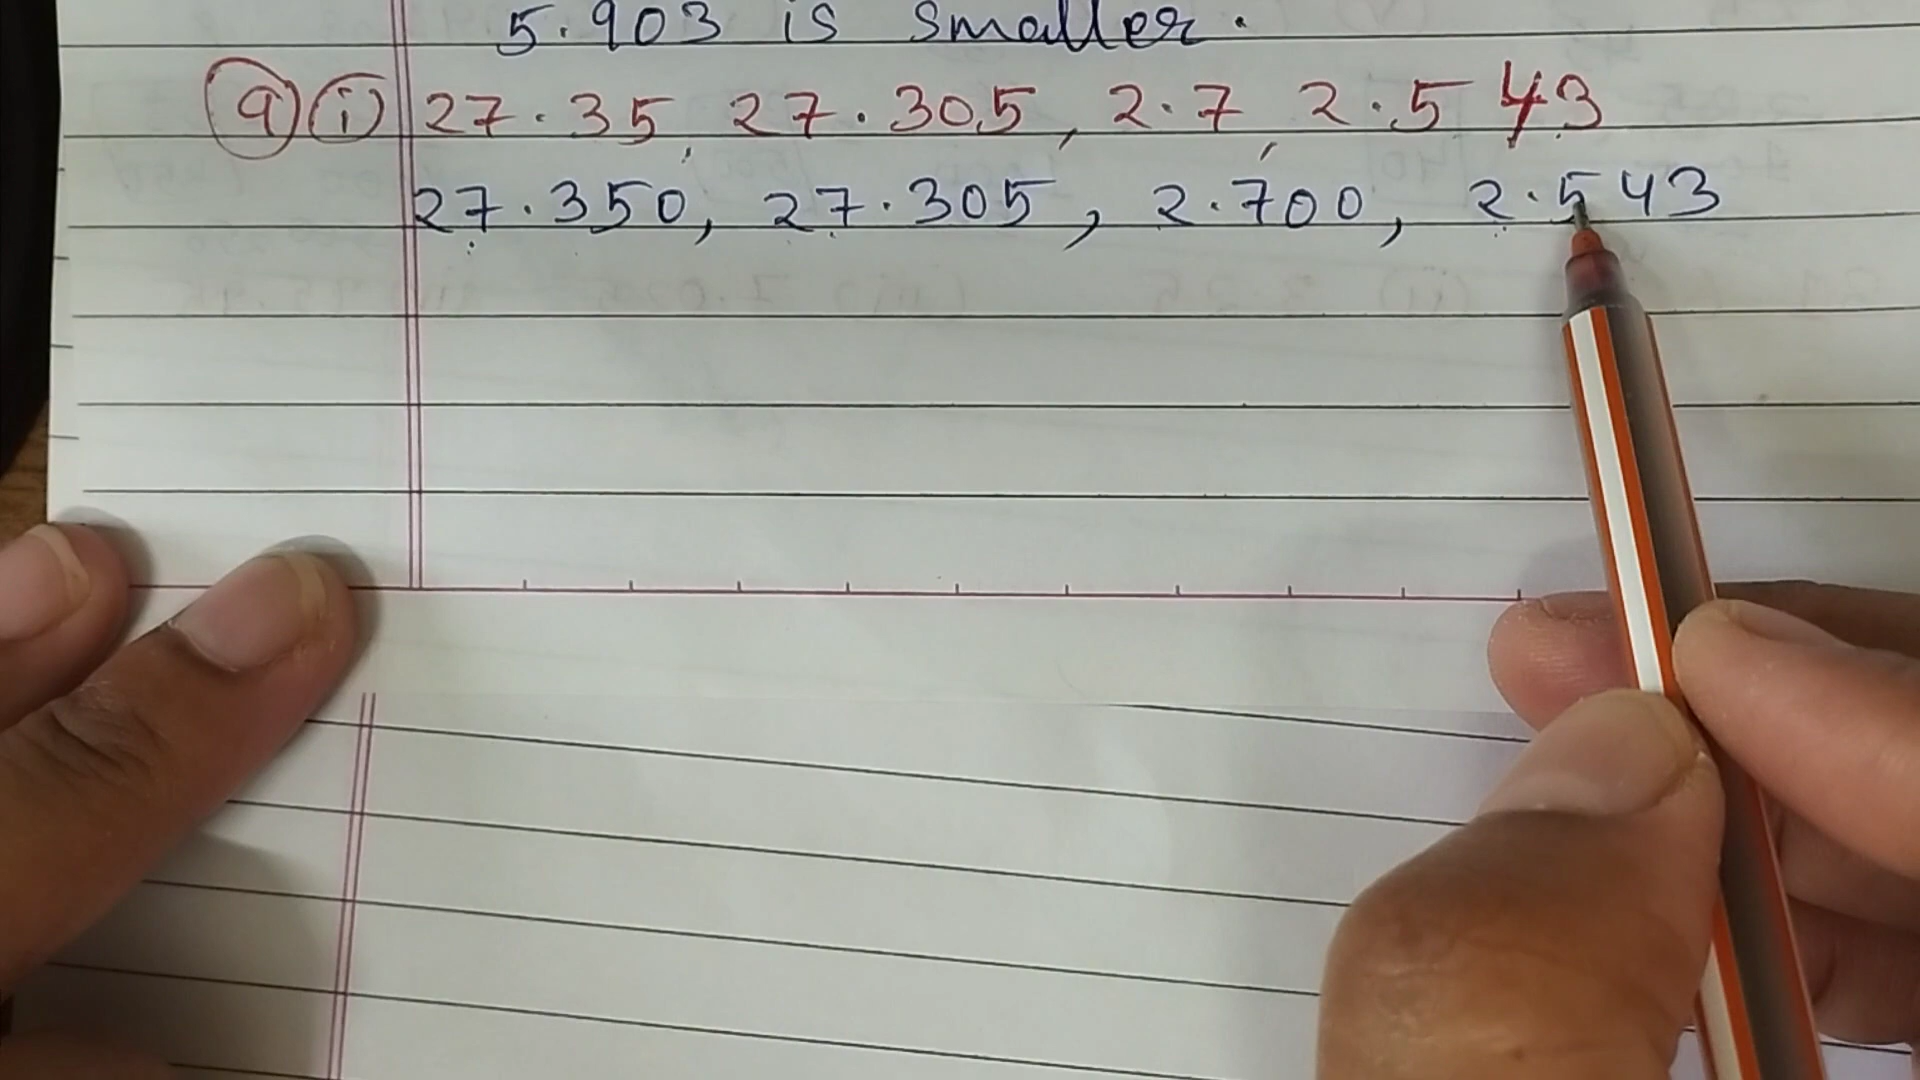 5.903 is smaller.
9 i 27.35, 27.305, 2.7, 2.543
27.350, 27.305, 2.700, 2.543